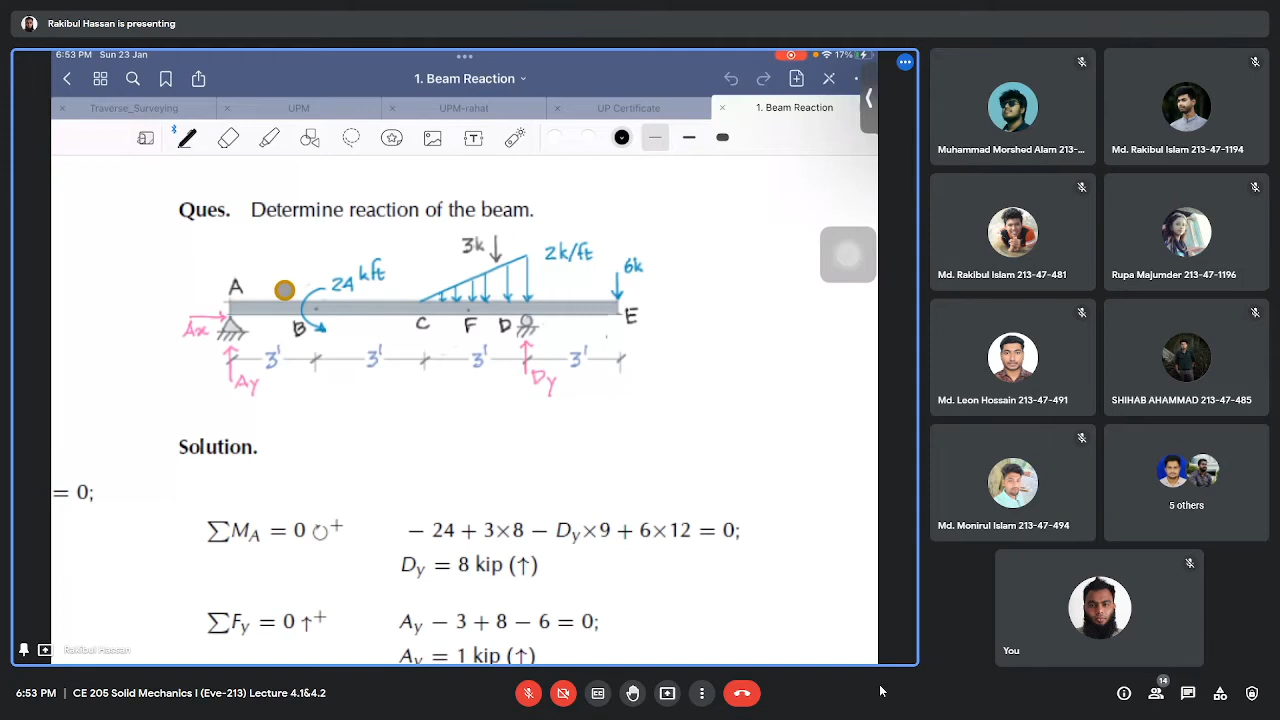 Rakibul Hassan is presenting
6:53 PM Sun 23 Jan
17%
1. Beam Reaction
Traverse_Surveying
UPM
UPM-rahat
UP Certificate
1. Beam Reaction
Ques. Determine reaction of the beam.
3k 2k/ft
24 kft 6k
A
Ax B C F D E
3' 3' 3' 3'
Ay Dy
Solution.
= 0;
∑M_A = 0 ↻+ − 24 + 3×8 − D_y×9 + 6×12 = 0;
D_y = 8 kip (↑)
∑F_y = 0 ↑+ A_y − 3 + 8 − 6 = 0;
A_y = 1 kip (↑)
Rakibul Hassan
Muhammad Morshed Alam 213-...
Md. Rakibul Islam 213-47-1194
Md. Rakibul Islam 213-47-481
Rupa Majumder 213-47-1196
Md. Leon Hossain 213-47-491
SHIHAB AHAMMAD 213-47-485
Md. Monirul Islam 213-47-494
5 others
You
6:53 PM | CE 205 Solid Mechanics I (Eve-213) Lecture 4.1&4.2
14